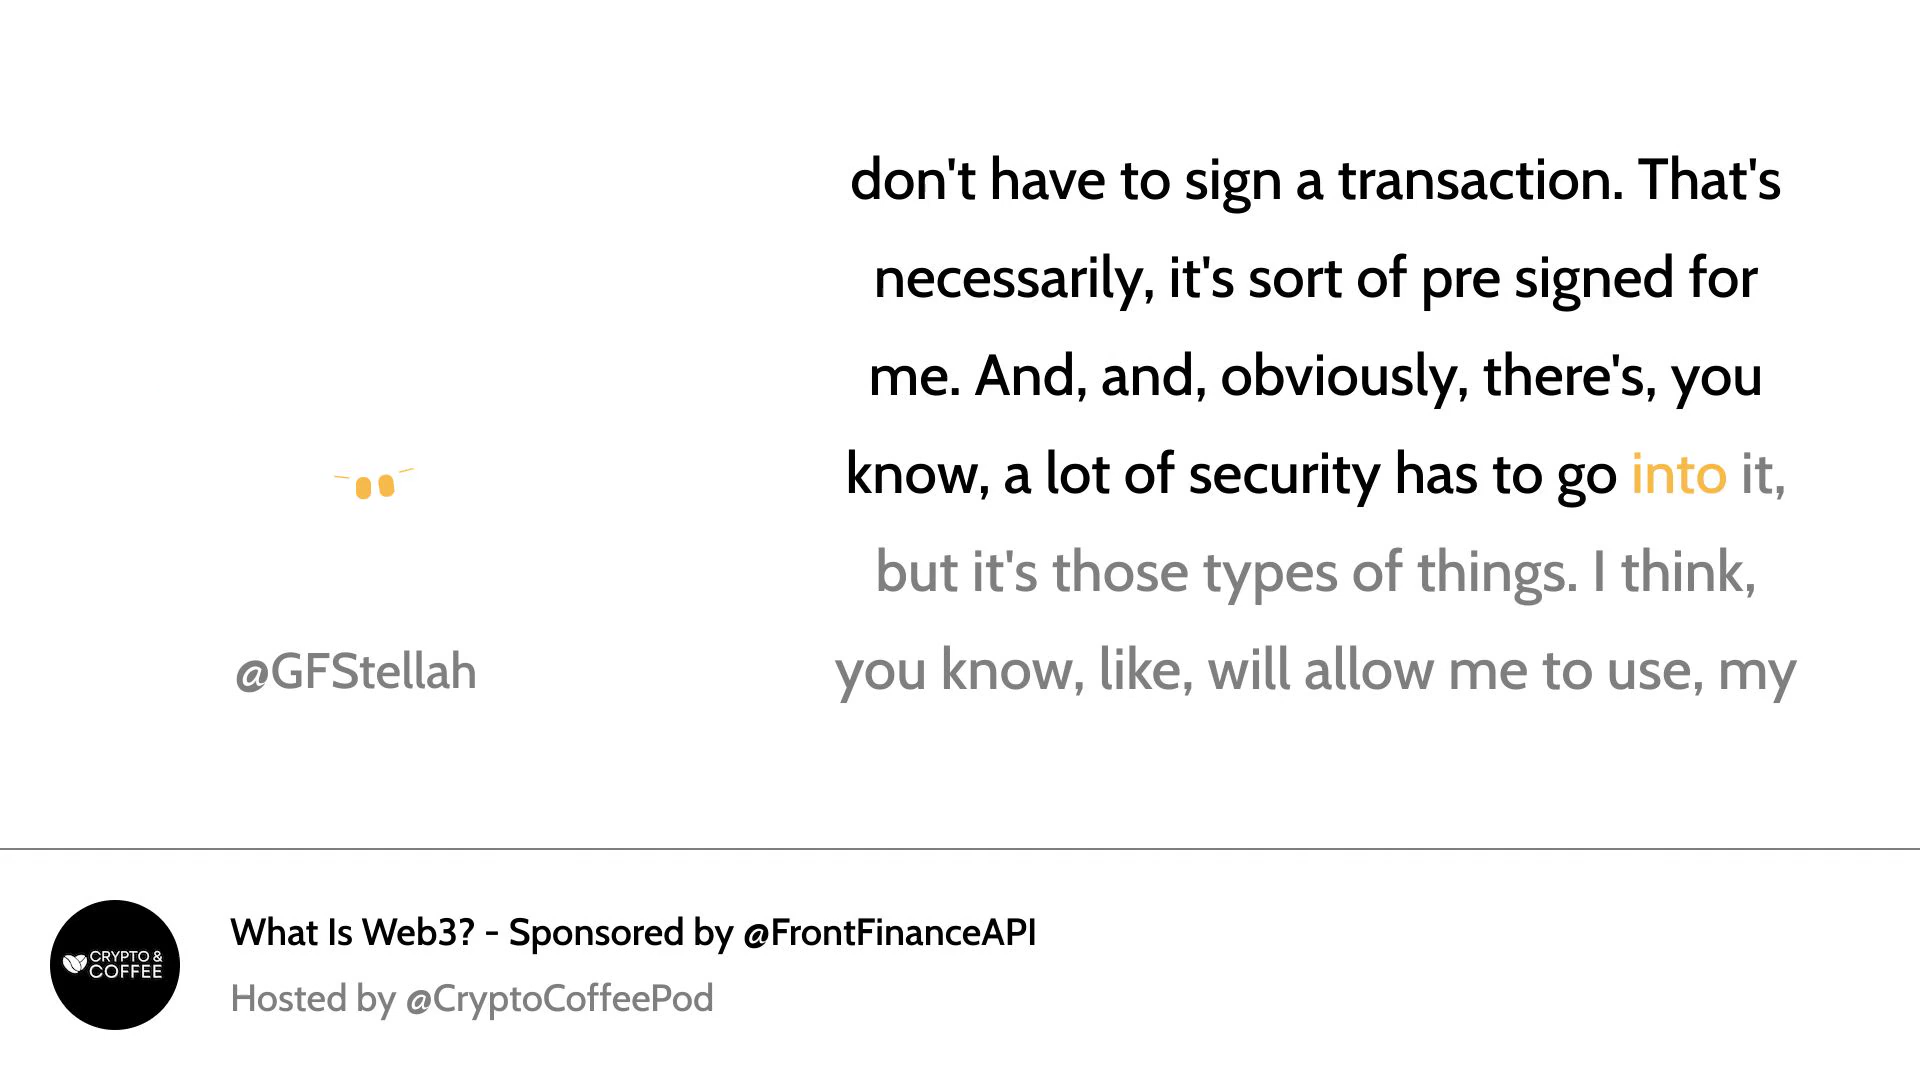 don't have to sign a transaction. That's
necessarily, it's sort of pre signed for
me. And, and, obviously, there's, you
know, a lot of security has to go into it,
but it's those types of things. I think,
you know, like, will allow me to use, my
@GFStellah
CRYPTO &
COFFEE
What Is Web3? - Sponsored by @FrontFinanceAPI
Hosted by @CryptoCoffeePod